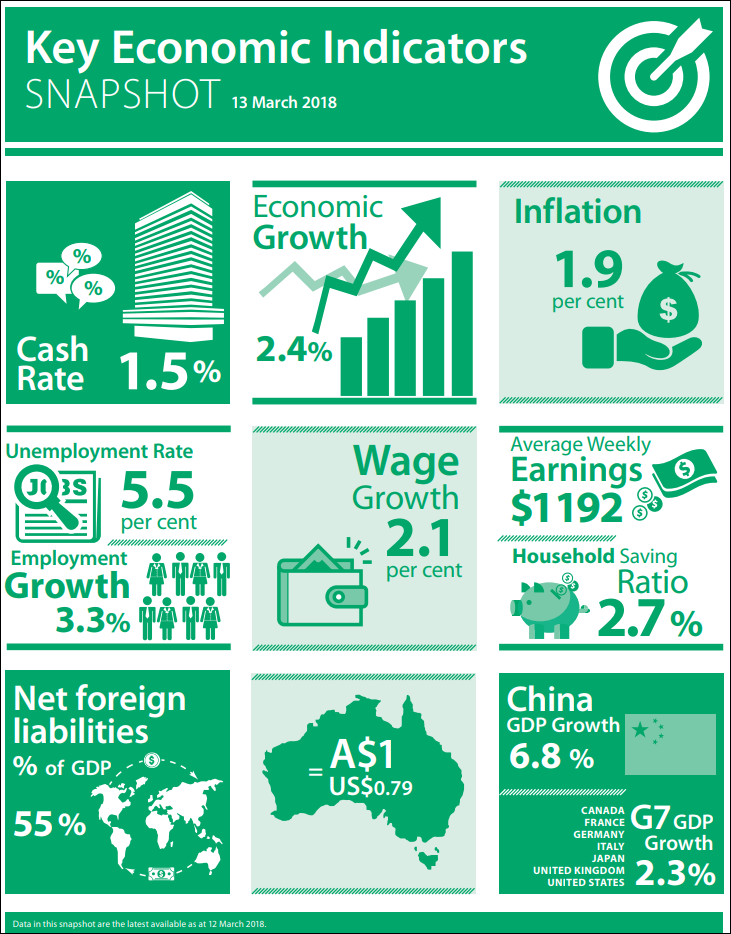 Key Economic Indicators
SNAPSHOT 13 March 2018
%
%
%
Cash
Rate 1.5%
Economic
Growth
2.4%
Inflation
1.9
per cent
$
Unemployment Rate
JOBS
5.5
per cent
Employment
Growth
3.3%
Wage
Growth
2.1
per cent
Average Weekly
Earnings
$1192
$
$
$
$
Household Saving
Ratio
2.7%
$
$
$
Net foreign
liabilities
% of GDP
$
55%
$
= A$1
US$0.79
China
GDP Growth
6.8 %
CANADA
FRANCE
GERMANY
ITALY
JAPAN
UNITED KINGDOM
UNITED STATES
G7 GDP
Growth
2.3%
Data in this snapshot are the latest available as at 12 March 2018.